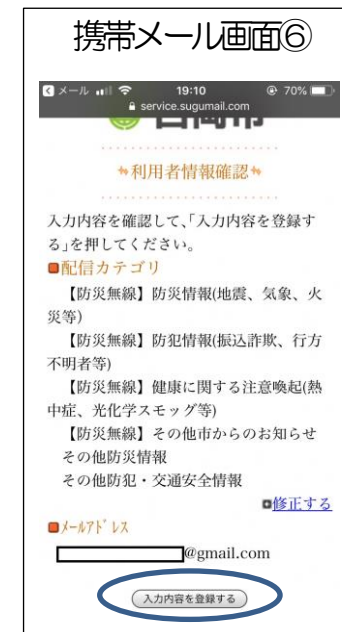 携帯メール画面⑥
メール 19:10 70%
service.sugumail.com
利用者情報確認
入力内容を確認して、「入力内容を登録す
る」を押してください。
■配信カテゴリ
【防災無線】防災情報(地震、気象、火
災等)
【防災無線】防犯情報(振込詐欺、行方
不明者等)
【防災無線】健康に関する注意喚起(熱
中症、光化学スモッグ等)
【防災無線】その他市からのお知らせ
その他防災情報
その他防犯・交通安全情報
修正する
■メールアドレス
@gmail.com
入力内容を登録する